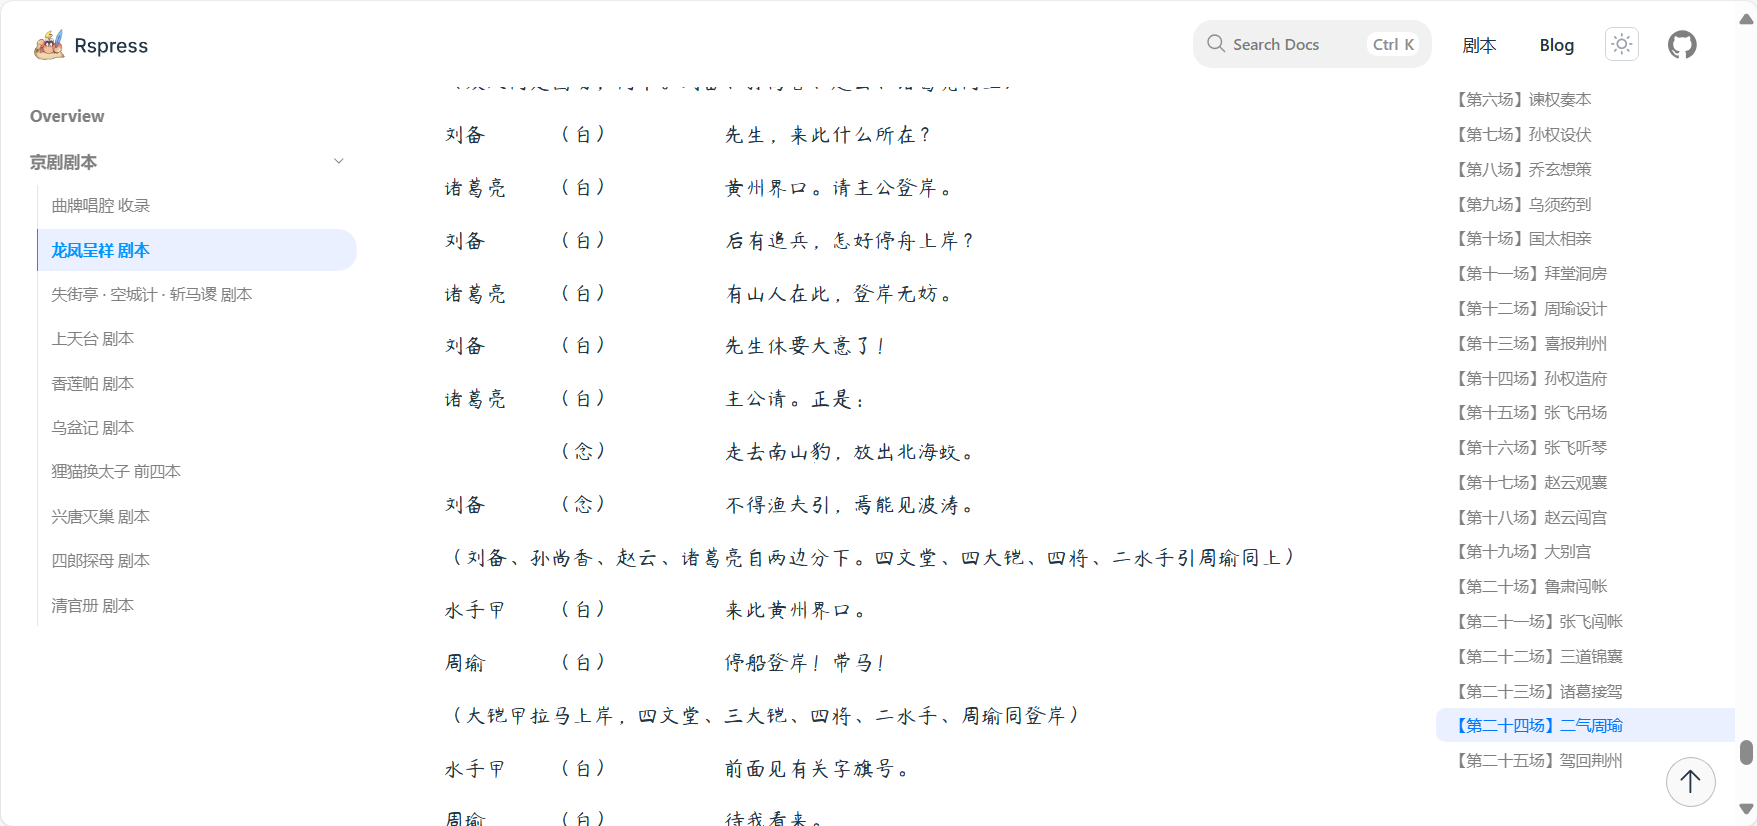 Rspress
Search Docs
Ctrl K
剧本
Blog
Overview
京剧剧本
曲牌唱腔 收录
龙凤呈祥 剧本
失街亭 · 空城计 · 斩马谡 剧本
上天台 剧本
香莲帕 剧本
乌盆记 剧本
狸猫换太子 前四本
兴唐灭巢 剧本
四郎探母 剧本
清官册 剧本
刘备 （白） 先生，来此什么所在？
诸葛亮 （白） 黄州界口。请主公登岸。
刘备 （白） 后有追兵，怎好停舟上岸？
诸葛亮 （白） 有山人在此，登岸无妨。
刘备 （白） 先生休要大意了！
诸葛亮 （白） 主公请。正是：
（念） 走去南山豹，放出北海蛟。
刘备 （念） 不得渔夫引，焉能见波涛。
（刘备、孙尚香、赵云、诸葛亮自两边分下。四文堂、四大铠、四将、二水手引周瑜同上）
水手甲 （白） 来此黄州界口。
周瑜 （白） 停船登岸！带马！
（大铠甲拉马上岸，四文堂、三大铠、四将、二水手、周瑜同登岸）
水手甲 （白） 前面见有关字旗号。
周瑜 （白） 待我看来。
【第六场】谏权奏本
【第七场】孙权设伏
【第八场】乔玄想策
【第九场】乌须药到
【第十场】国太相亲
【第十一场】拜堂洞房
【第十二场】周瑜设计
【第十三场】喜报荆州
【第十四场】孙权造府
【第十五场】张飞吊场
【第十六场】张飞听琴
【第十七场】赵云观囊
【第十八场】赵云闯宫
【第十九场】大别宫
【第二十场】鲁肃闯帐
【第二十一场】张飞闯帐
【第二十二场】三道锦囊
【第二十三场】诸葛接驾
【第二十四场】二气周瑜
【第二十五场】驾回荆州